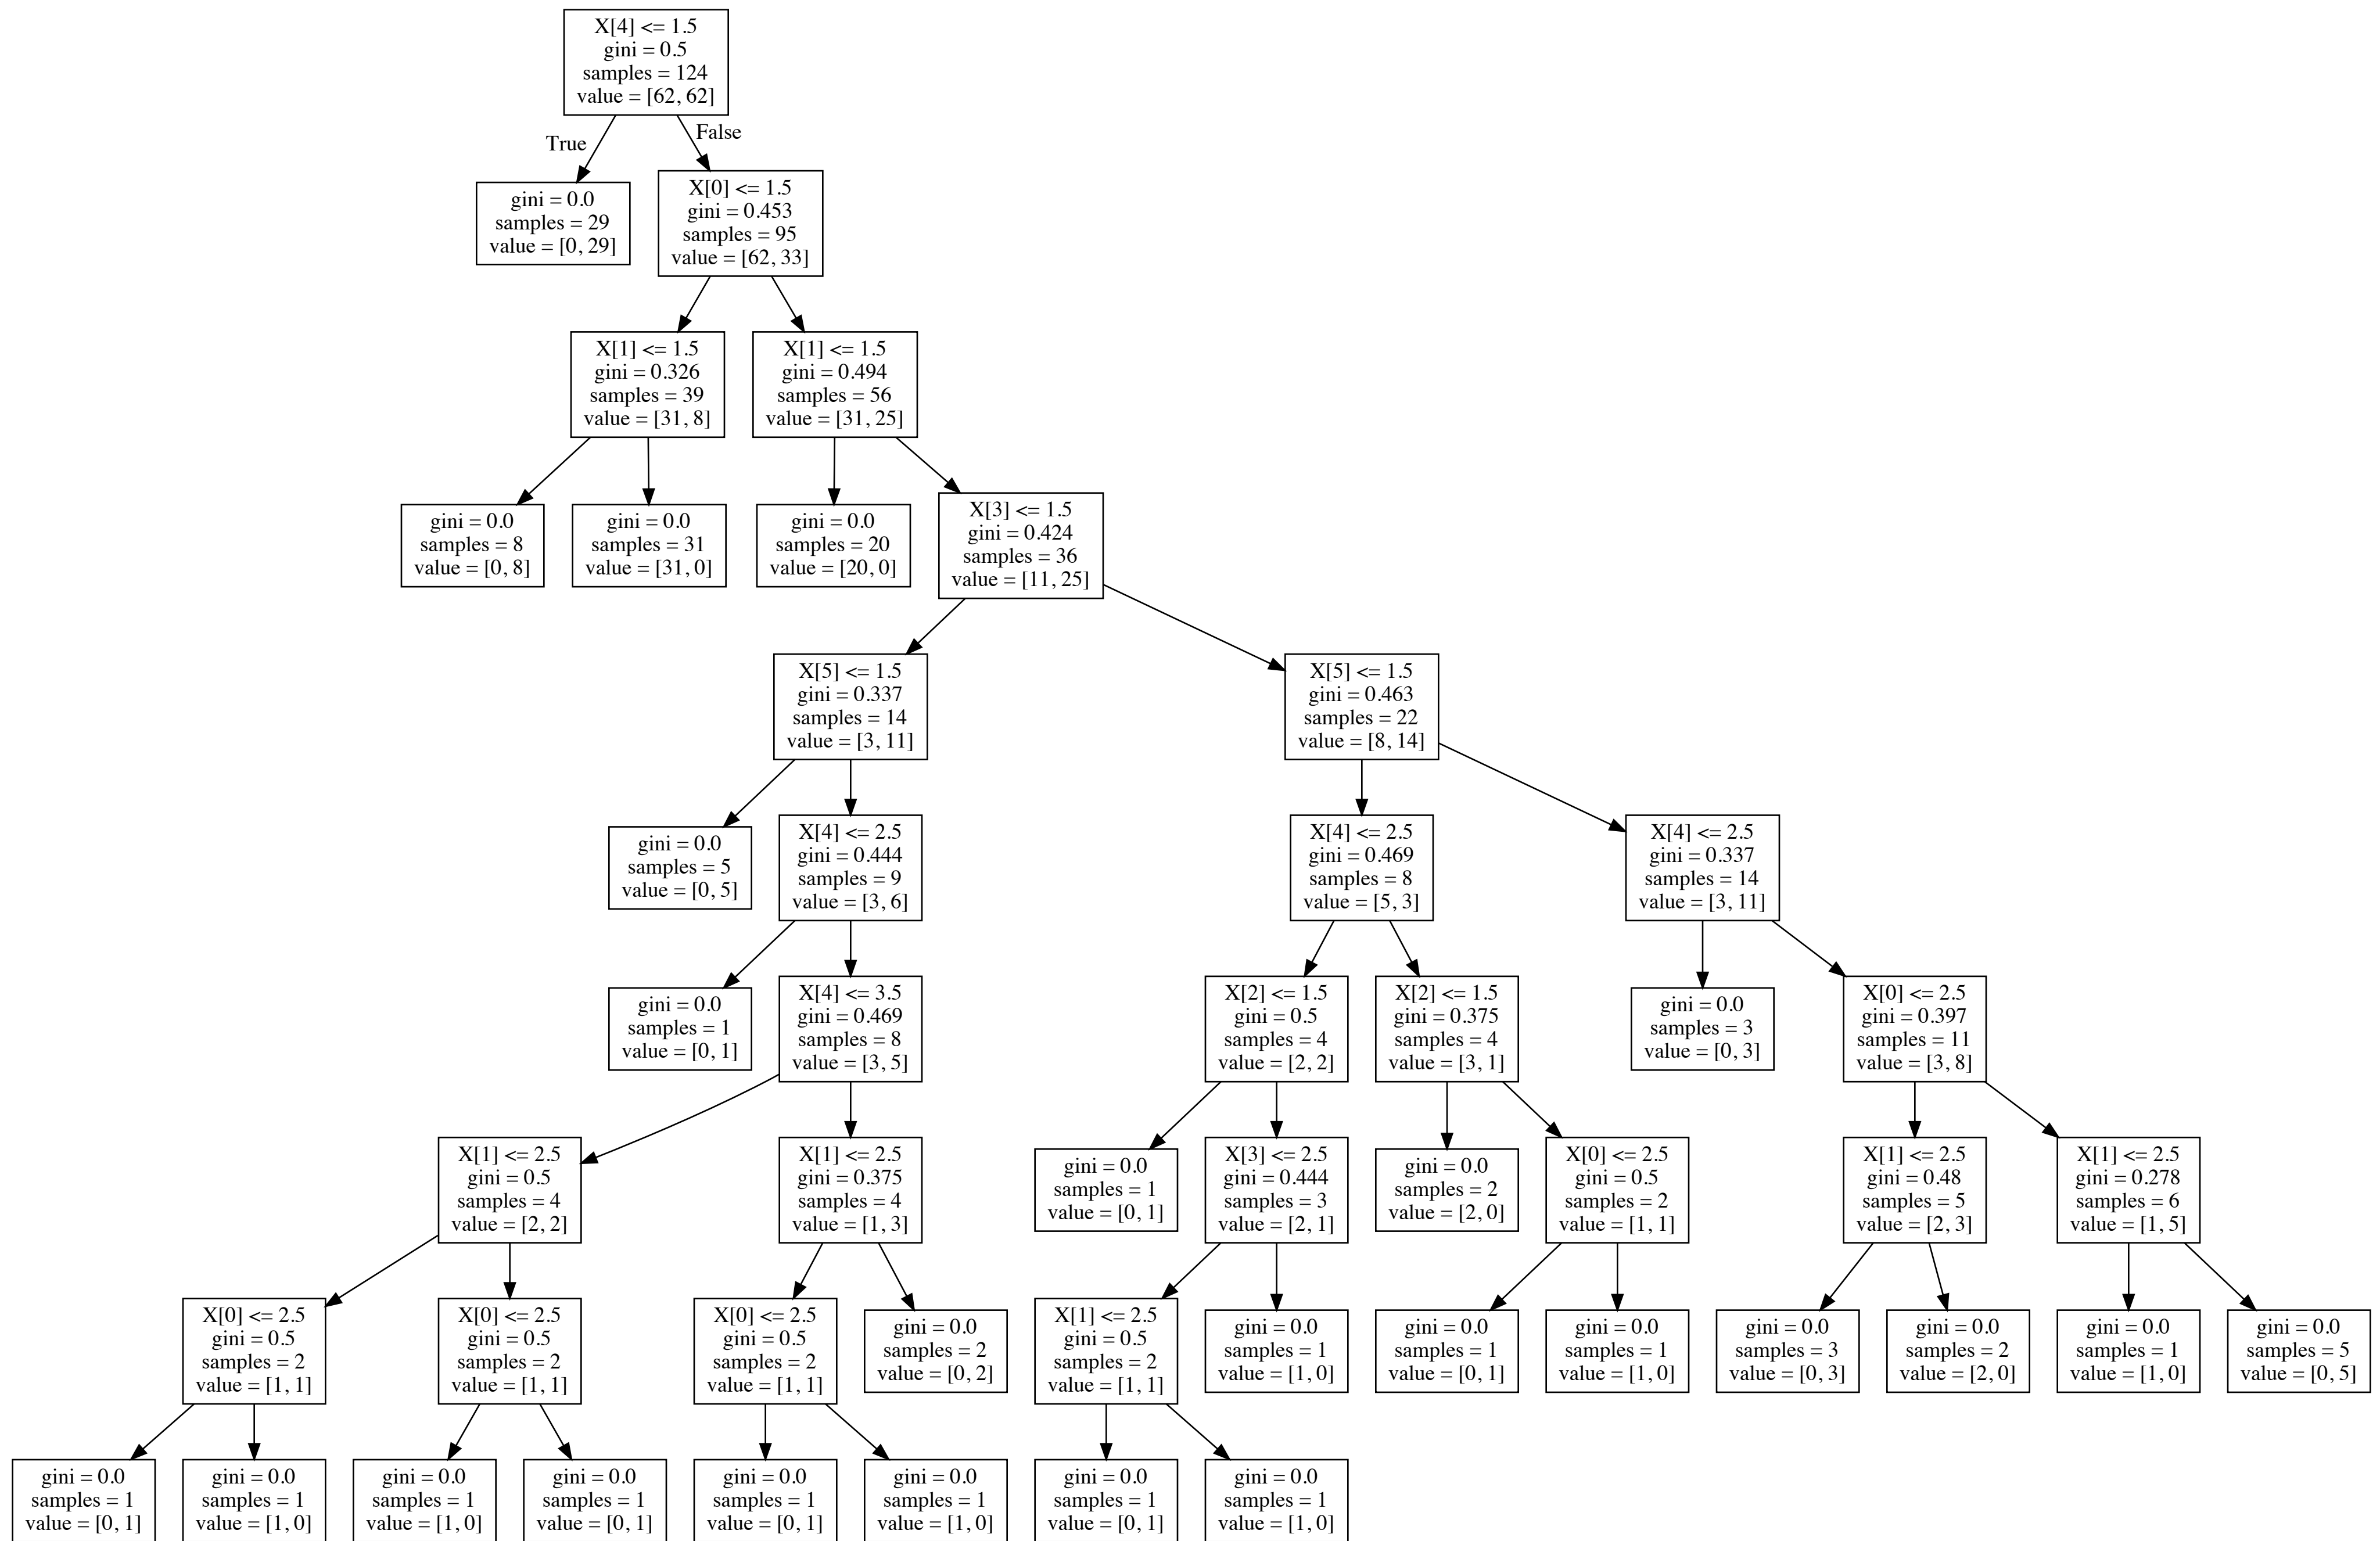 X[4] <= 1.5
gini = 0.5
samples = 124
value = [62, 62]
True
False
gini = 0.0
samples = 29
value = [0, 29]
X[0] <= 1.5
gini = 0.453
samples = 95
value = [62, 33]
X[1] <= 1.5
gini = 0.326
samples = 39
value = [31, 8]
X[1] <= 1.5
gini = 0.494
samples = 56
value = [31, 25]
gini = 0.0
samples = 8
value = [0, 8]
gini = 0.0
samples = 31
value = [31, 0]
gini = 0.0
samples = 20
value = [20, 0]
X[3] <= 1.5
gini = 0.424
samples = 36
value = [11, 25]
X[5] <= 1.5
gini = 0.337
samples = 14
value = [3, 11]
X[5] <= 1.5
gini = 0.463
samples = 22
value = [8, 14]
gini = 0.0
samples = 5
value = [0, 5]
X[4] <= 2.5
gini = 0.444
samples = 9
value = [3, 6]
X[4] <= 2.5
gini = 0.469
samples = 8
value = [5, 3]
X[4] <= 2.5
gini = 0.337
samples = 14
value = [3, 11]
gini = 0.0
samples = 1
value = [0, 1]
X[4] <= 3.5
gini = 0.469
samples = 8
value = [3, 5]
X[2] <= 1.5
gini = 0.5
samples = 4
value = [2, 2]
X[2] <= 1.5
gini = 0.375
samples = 4
value = [3, 1]
gini = 0.0
samples = 3
value = [0, 3]
X[0] <= 2.5
gini = 0.397
samples = 11
value = [3, 8]
X[1] <= 2.5
gini = 0.5
samples = 4
value = [2, 2]
X[1] <= 2.5
gini = 0.375
samples = 4
value = [1, 3]
gini = 0.0
samples = 1
value = [0, 1]
X[3] <= 2.5
gini = 0.444
samples = 3
value = [2, 1]
gini = 0.0
samples = 2
value = [2, 0]
X[0] <= 2.5
gini = 0.5
samples = 2
value = [1, 1]
X[1] <= 2.5
gini = 0.48
samples = 5
value = [2, 3]
X[1] <= 2.5
gini = 0.278
samples = 6
value = [1, 5]
X[0] <= 2.5
gini = 0.5
samples = 2
value = [1, 1]
X[0] <= 2.5
gini = 0.5
samples = 2
value = [1, 1]
X[0] <= 2.5
gini = 0.5
samples = 2
value = [1, 1]
gini = 0.0
samples = 2
value = [0, 2]
X[1] <= 2.5
gini = 0.5
samples = 2
value = [1, 1]
gini = 0.0
samples = 1
value = [1, 0]
gini = 0.0
samples = 1
value = [0, 1]
gini = 0.0
samples = 1
value = [1, 0]
gini = 0.0
samples = 3
value = [0, 3]
gini = 0.0
samples = 2
value = [2, 0]
gini = 0.0
samples = 1
value = [1, 0]
gini = 0.0
samples = 5
value = [0, 5]
gini = 0.0
samples = 1
value = [0, 1]
gini = 0.0
samples = 1
value = [1, 0]
gini = 0.0
samples = 1
value = [1, 0]
gini = 0.0
samples = 1
value = [0, 1]
gini = 0.0
samples = 1
value = [0, 1]
gini = 0.0
samples = 1
value = [1, 0]
gini = 0.0
samples = 1
value = [0, 1]
gini = 0.0
samples = 1
value = [1, 0]